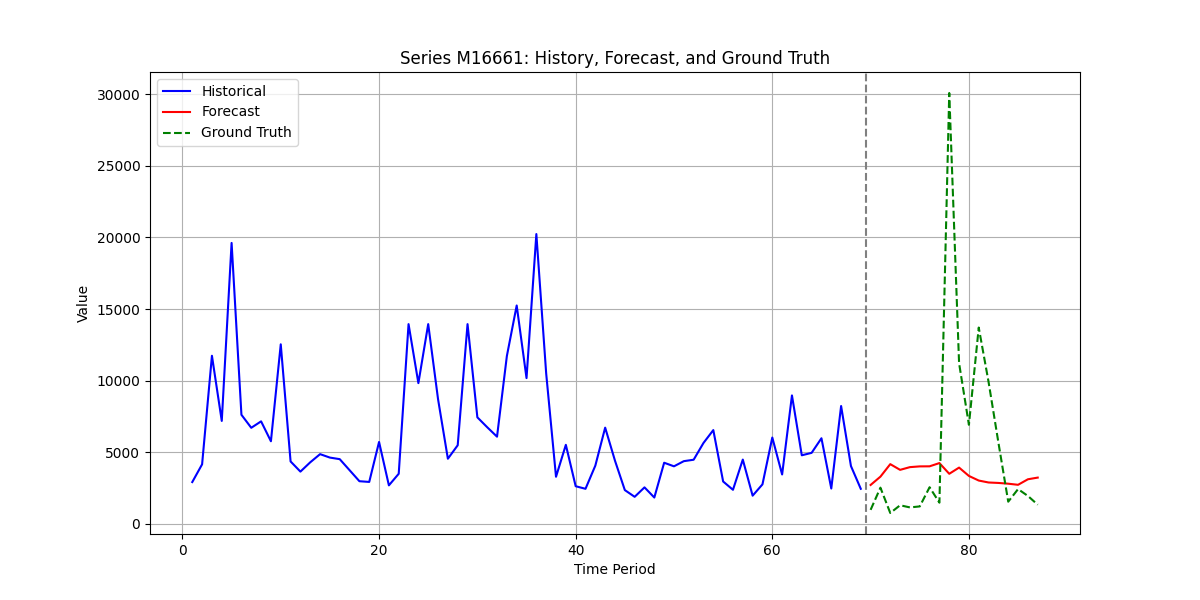 Series M16661: History, Forecast, and Ground Truth
Historical
Forecast
Ground Truth
30000
25000
20000
15000
10000
5000
0
Value
0 20 40 60 80
Time Period